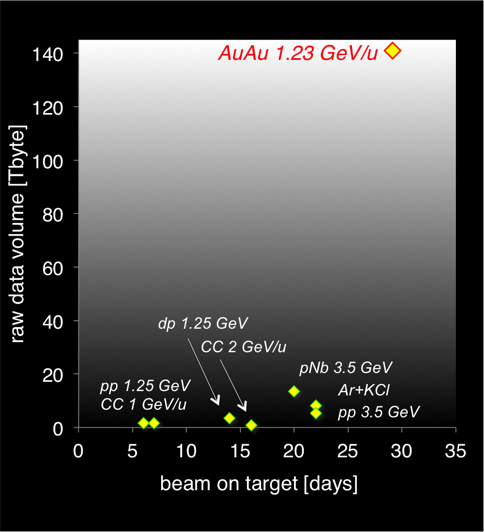 AuAu 1.23 GeV/u
raw data volume [Tbyte]
140
120
100
80
60
40
20
0
dp 1.25 GeV
CC 2 GeV/u
pNb 3.5 GeV
pp 1.25 GeV
CC 1 GeV/u
Ar+KCl
pp 3.5 GeV
0 5 10 15 20 25 30 35
beam on target [days]